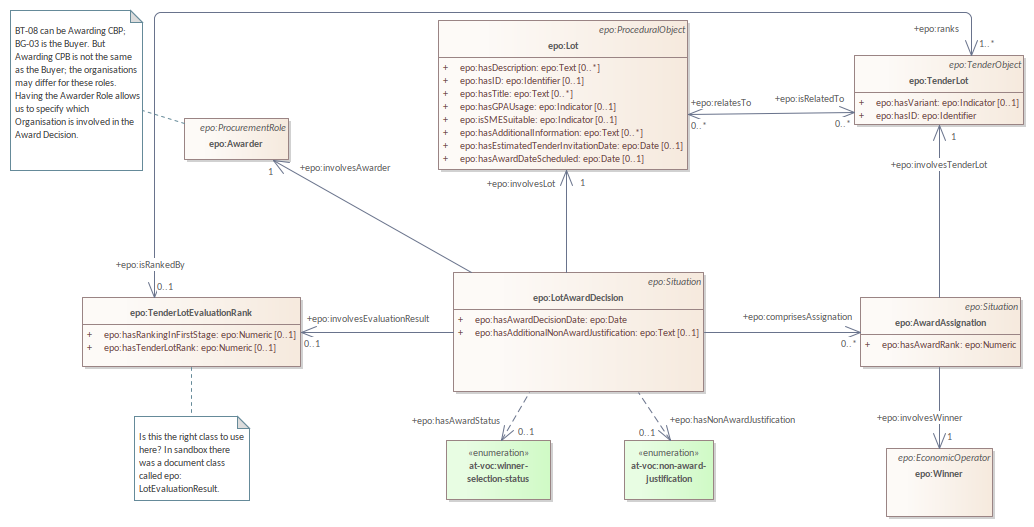 BT-08 can be Awarding CBP;
BG-03 is the Buyer. But
Awarding CPB is not the same
as the Buyer; the organisations
may differ for these roles.
Having the Awarder Role allows
us to specify which
Organisation is involved in the
Award Decision.
epo:ProcurementRole
epo:Awarder
epo:ProceduralObject
epo:Lot
+ epo:hasDescription: epo:Text [0..*]
+ epo:hasID: epo:Identifier [0..1]
+ epo:hasTitle: epo:Text [0..*]
+ epo:hasGPAUsage: epo:Indicator [0..1]
+ epo:isSMESuitable: epo:Indicator [0..1]
+ epo:hasAdditionalInformation: epo:Text [0..*]
+ epo:hasEstimatedTenderInvitationDate: epo:Date [0..1]
+ epo:hasAwardDateScheduled: epo:Date [0..1]
+epo:ranks
1..*
epo:TenderObject
epo:TenderLot
+ epo:hasVariant: epo:Indicator [0..1]
+ epo:hasID: epo:Identifier
+epo:relatesTo
0..*
+epo:isRelatedTo
0..*
1
+epo:involvesAwarder
+epo:involvesLot
1
1
+epo:involvesTenderLot
+epo:isRankedBy
0..1
epo:TenderLotEvaluationRank
+ epo:hasRankingInFirstStage: epo:Numeric [0..1]
+ epo:hasTenderLotRank: epo:Numeric [0..1]
+epo:involvesEvaluationResult
0..1
epo:Situation
epo:LotAwardDecision
+ epo:hasAwardDecisionDate: epo:Date
+ epo:hasAdditionalNonAwardJustification: epo:Text [0..1]
+epo:comprisesAssignation
0..*
epo:Situation
epo:AwardAssignation
+ epo:hasAwardRank: epo:Numeric
Is this the right class to use
here? In sandbox there
was a document class
called epo:
LotEvaluationResult.
+epo:hasAwardStatus
0..1
«enumeration»
at-voc:winner-
selection-status
+epo:hasNonAwardJustification
0..1
«enumeration»
at-voc:non-award-
justification
+epo:involvesWinner
1
epo:EconomicOperator
epo:Winner